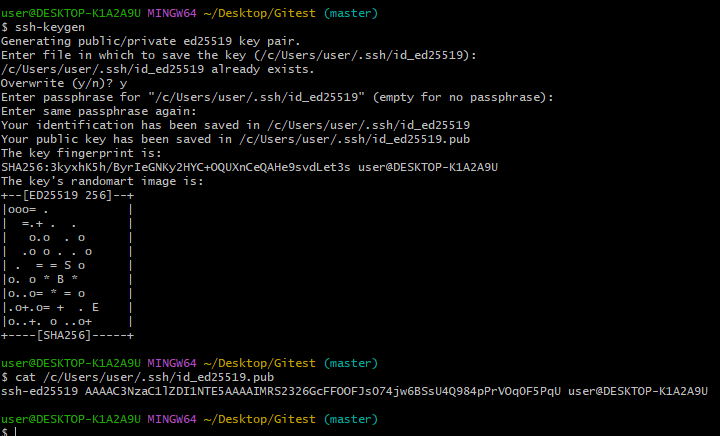 user@DESKTOP-K1A2A9U MINGW64 ~/Desktop/Gitest (master)
$ ssh-keygen
Generating public/private ed25519 key pair.
Enter file in which to save the key (/c/Users/user/.ssh/id_ed25519):
/c/Users/user/.ssh/id_ed25519 already exists.
Overwrite (y/n)? y
Enter passphrase for "/c/Users/user/.ssh/id_ed25519" (empty for no passphrase):
Enter same passphrase again:
Your identification has been saved in /c/Users/user/.ssh/id_ed25519
Your public key has been saved in /c/Users/user/.ssh/id_ed25519.pub
The key fingerprint is:
SHA256:3kyxhK5h/ByrIeGNKy2HYC+OQUXnCeQAHe9svdLet3s user@DESKTOP-K1A2A9U
The key's randomart image is:
+--[ED25519 256]--+
|ooo= .           |
|  =.+ .  .       |
|   o.o  . o      |
|  .o o . . o     |
| .  = = S o      |
|o. o * B *       |
|o..o= * = o      |
|.o+.o= +  . E    |
|o..+. o ..o+     |
+----[SHA256]-----+
user@DESKTOP-K1A2A9U MINGW64 ~/Desktop/Gitest (master)
$ cat /c/Users/user/.ssh/id_ed25519.pub
ssh-ed25519 AAAAC3NzaC1lZDI1NTE5AAAAIMRS2326GcFFOOFJsO74jw6BSsU4Q984pPrVOqOF5PqU user@DESKTOP-K1A2A9U
user@DESKTOP-K1A2A9U MINGW64 ~/Desktop/Gitest (master)
$